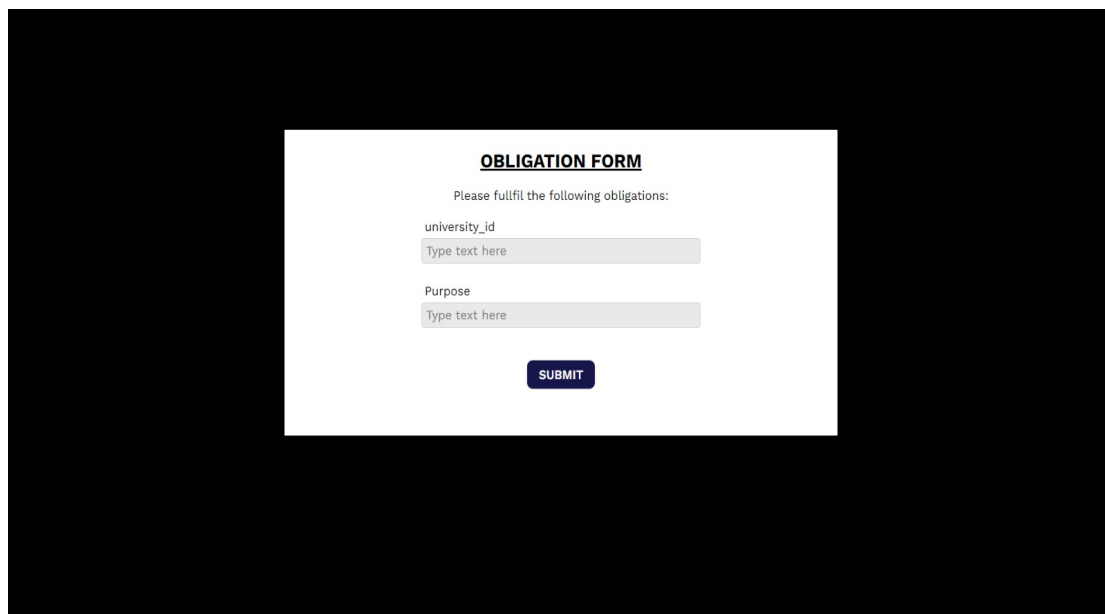 OBLIGATION FORM
Please fullfil the following obligations:
university_id
Type text here
Purpose
Type text here
SUBMIT